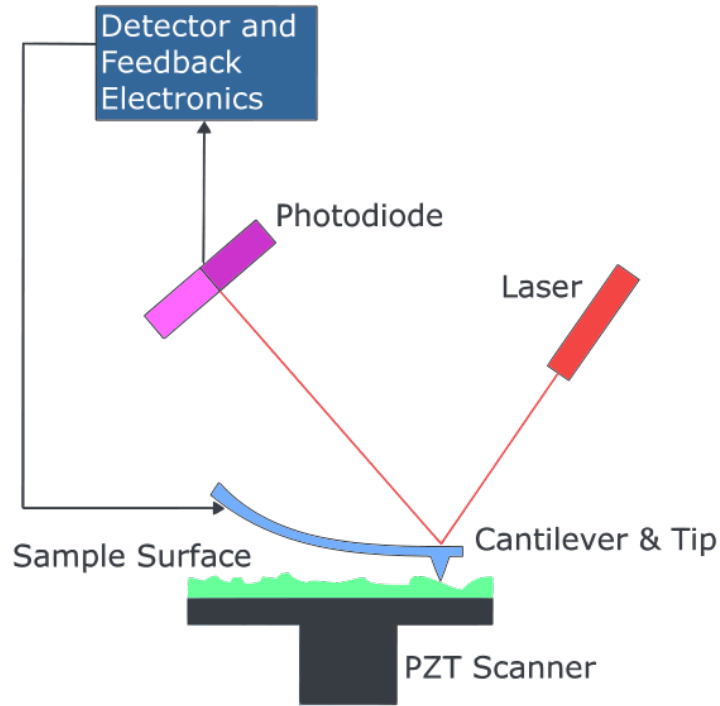 Detector and
Feedback
Electronics
Photodiode
Laser
Cantilever & Tip
Sample Surface
PZT Scanner